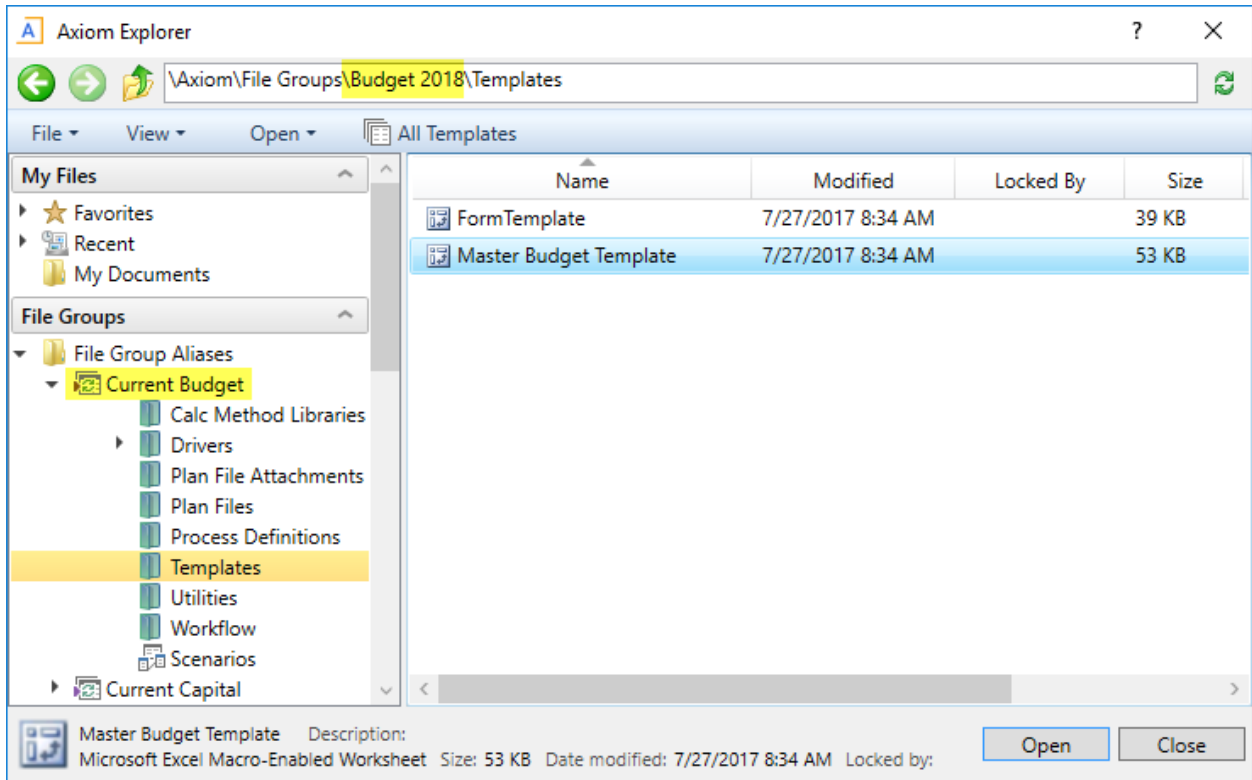 Axiom Explorer
?
\Axiom\File Groups\Budget 2018\Templates
File View Open All Templates
My Files
Favorites
Recent
My Documents
File Groups
File Group Aliases
Current Budget
Calc Method Libraries
Drivers
Plan File Attachments
Plan Files
Process Definitions
Templates
Utilities
Workflow
Scenarios
Current Capital
Name Modified Locked By Size
FormTemplate 7/27/2017 8:34 AM 39 KB
Master Budget Template 7/27/2017 8:34 AM 53 KB
Master Budget Template Description:
Microsoft Excel Macro-Enabled Worksheet Size: 53 KB Date modified: 7/27/2017 8:34 AM Locked by:
Open Close